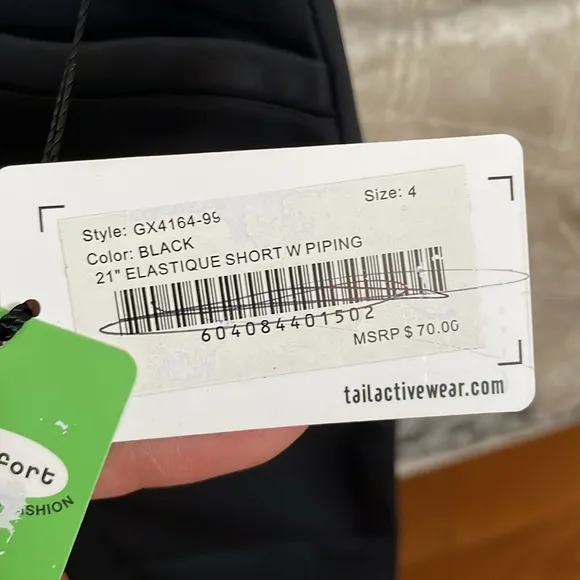 Style: GX4164-99
Size: 4
Color: BLACK
21" ELASTIQUE SHORT W PIPING
604084401502
MSRP $ 70.00
tailactivewear.com
fort
SHION